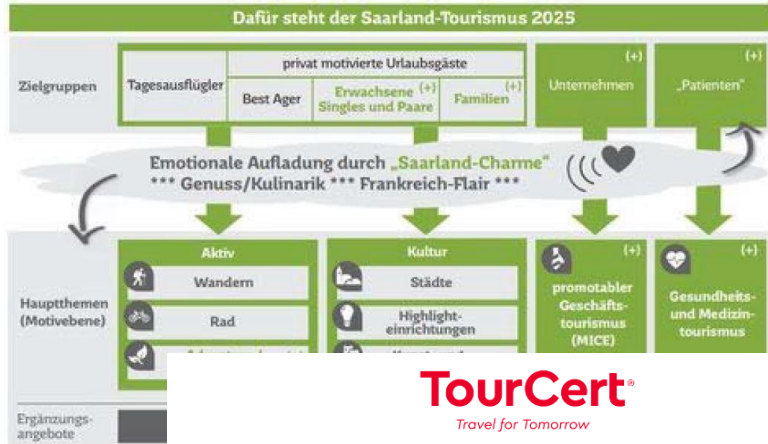 Dafür steht der Saarland-Tourismus 2025
Zielgruppen
Tagesausflügler
privat motivierte Urlaubsgäste
Best Ager
Erwachsene (+)
Singles und Paare
Familien (+)
(+)
Unternehmen
(+)
„Patienten"
Emotionale Aufladung durch „Saarland-Charme"
*** Genuss/Kulinarik *** Frankreich-Flair ***
Hauptthemen
(Motivebene)
Aktiv
Wandern
Rad
Kultur
Städte
Highlight-
einrichtungen
(+)
promotabler
Geschäfts-
tourismus
(MICE)
(+)
Gesundheits-
und Medizin-
tourismus
Ergänzungs-
angebote
TourCert®
Travel for Tomorrow